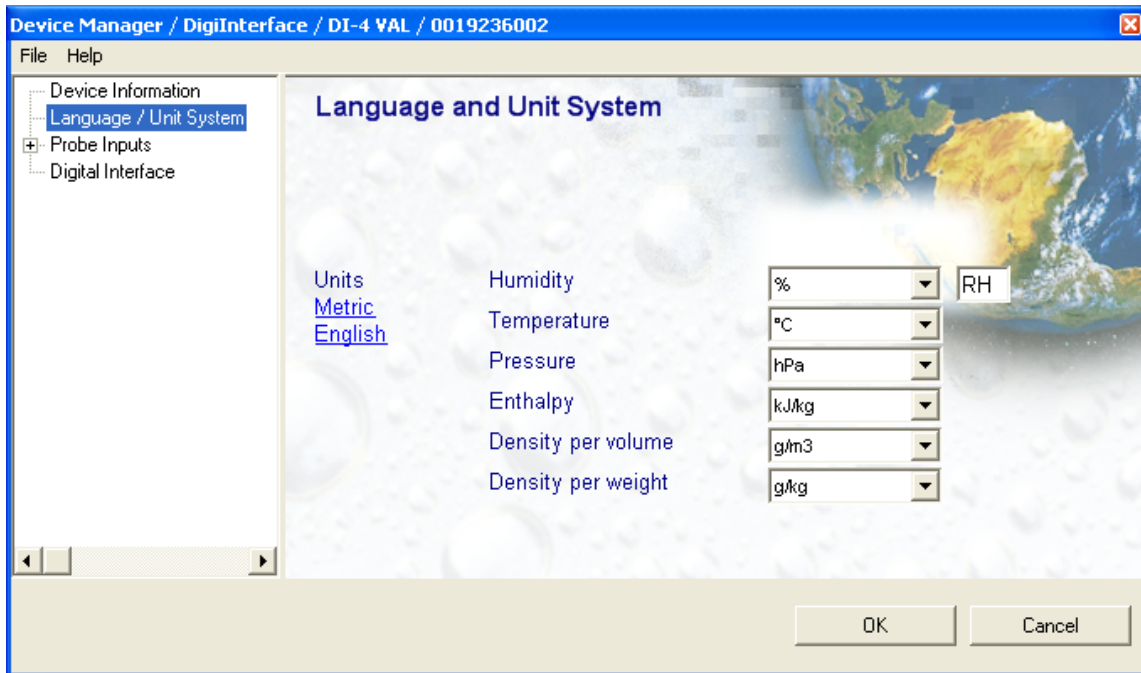 Device Manager / DigiInterface / DI-4 VAL / 0019236002
File Help
Device Information
Language / Unit System
Probe Inputs
Digital Interface
Language and Unit System
Units
Metric
English
Humidity % RH
Temperature °C
Pressure hPa
Enthalpy kJ/kg
Density per volume g/m3
Density per weight g/kg
OK Cancel